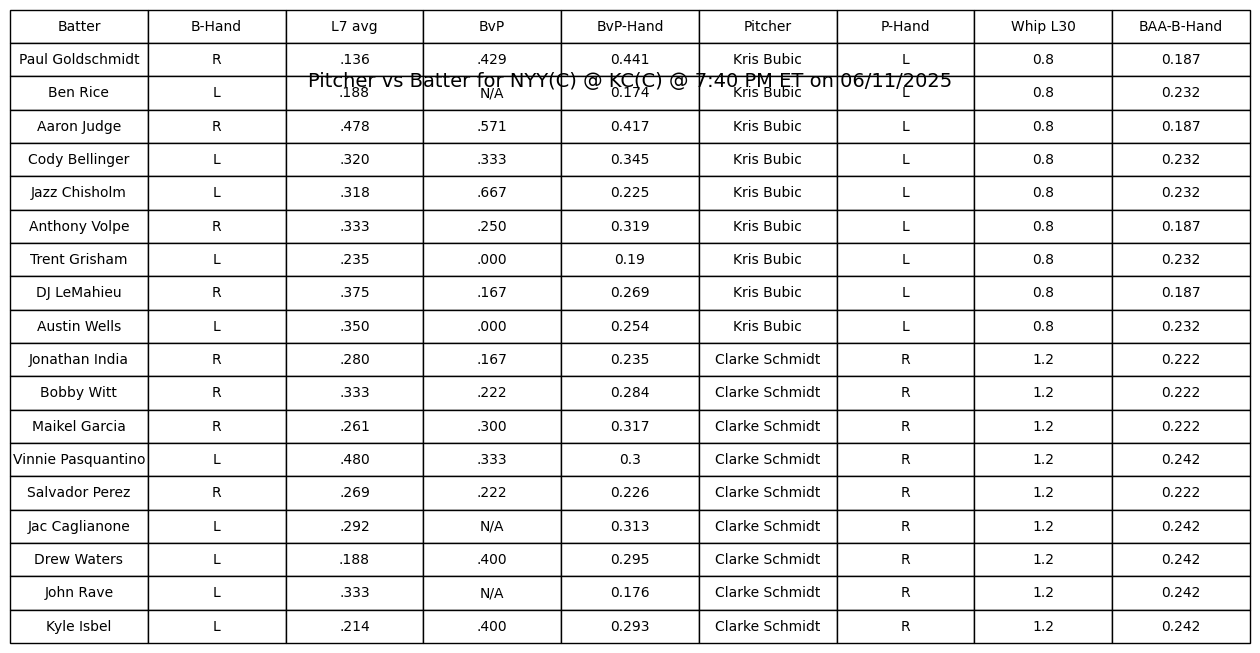 Batter B-Hand L7 avg BvP BvP-Hand Pitcher P-Hand Whip L30 BAA-B-Hand
Paul Goldschmidt R .136 .429 0.441 Kris Bubic L 0.8 0.187
Pitcher vs Batter for NYY(C) @ KC(C) @ 7:40 PM ET on 06/11/2025
Ben Rice L .188 N/A 0.174 Kris Bubic L 0.8 0.232
Aaron Judge R .478 .571 0.417 Kris Bubic L 0.8 0.187
Cody Bellinger L .320 .333 0.345 Kris Bubic L 0.8 0.232
Jazz Chisholm L .318 .667 0.225 Kris Bubic L 0.8 0.232
Anthony Volpe R .333 .250 0.319 Kris Bubic L 0.8 0.187
Trent Grisham L .235 .000 0.19 Kris Bubic L 0.8 0.232
DJ LeMahieu R .375 .167 0.269 Kris Bubic L 0.8 0.187
Austin Wells L .350 .000 0.254 Kris Bubic L 0.8 0.232
Jonathan India R .280 .167 0.235 Clarke Schmidt R 1.2 0.222
Bobby Witt R .333 .222 0.284 Clarke Schmidt R 1.2 0.222
Maikel Garcia R .261 .300 0.317 Clarke Schmidt R 1.2 0.222
Vinnie Pasquantino L .480 .333 0.3 Clarke Schmidt R 1.2 0.242
Salvador Perez R .269 .222 0.226 Clarke Schmidt R 1.2 0.222
Jac Caglianone L .292 N/A 0.313 Clarke Schmidt R 1.2 0.242
Drew Waters L .188 .400 0.295 Clarke Schmidt R 1.2 0.242
John Rave L .333 N/A 0.176 Clarke Schmidt R 1.2 0.242
Kyle Isbel L .214 .400 0.293 Clarke Schmidt R 1.2 0.242